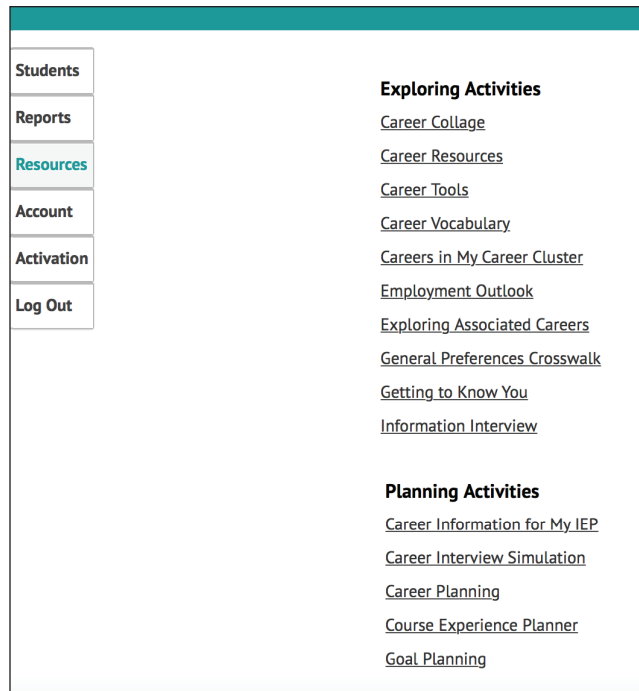 Students
Reports
Resources
Account
Activation
Log Out
Exploring Activities
Career Collage
Career Resources
Career Tools
Career Vocabulary
Careers in My Career Cluster
Employment Outlook
Exploring Associated Careers
General Preferences Crosswalk
Getting to Know You
Information Interview
Planning Activities
Career Information for My IEP
Career Interview Simulation
Career Planning
Course Experience Planner
Goal Planning